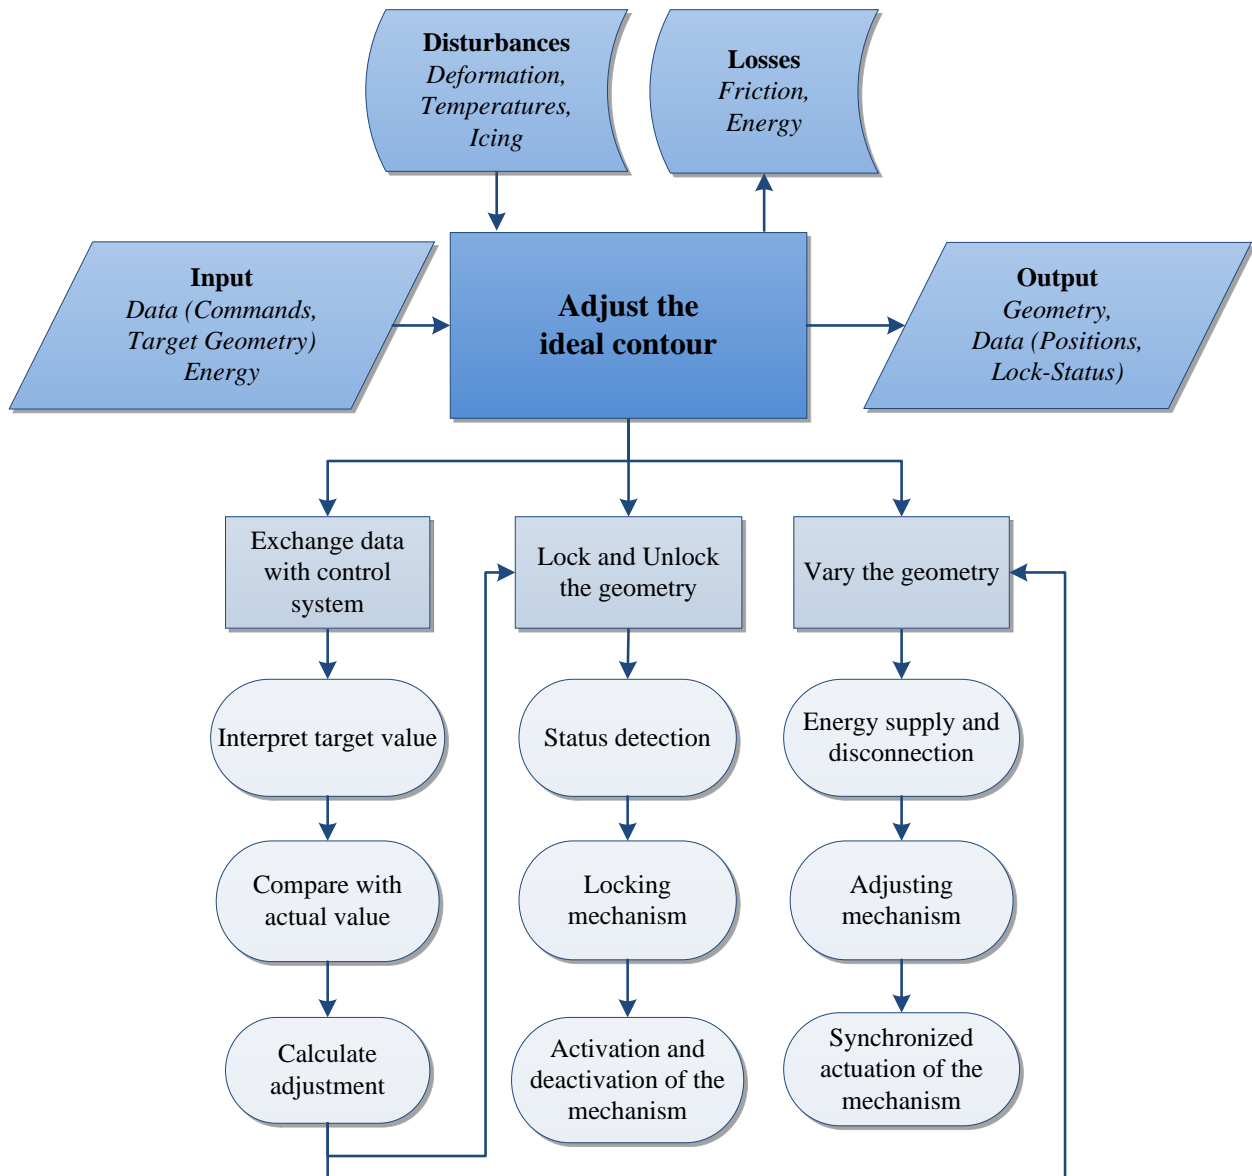 Disturbances
Deformation,
Temperatures,
Icing
Losses
Friction,
Energy
Input
Data (Commands,
Target Geometry)
Energy
Adjust the
ideal contour
Output
Geometry,
Data (Positions,
Lock-Status)
Exchange data
with control
system
Lock and Unlock
the geometry
Vary the geometry
Interpret target value
Status detection
Energy supply and
disconnection
Compare with
actual value
Locking
mechanism
Adjusting
mechanism
Calculate
adjustment
Activation and
deactivation of the
mechanism
Synchronized
actuation of the
mechanism